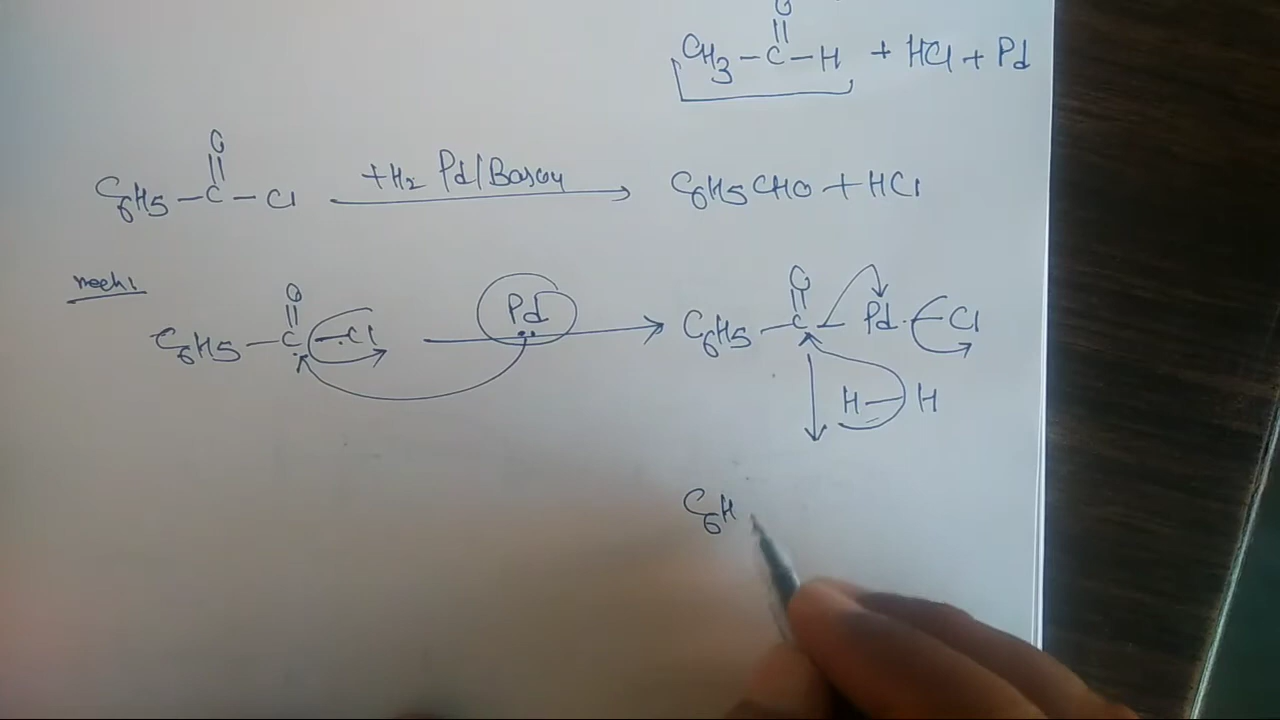 O
||
CH3 – C – H + HCl + Pd
O
||
C6H5 – C – Cl +H2 Pd/BaSO4 → C6H5CHO + HCl
mech:
O
||
C6H5 – C – Cl Pd → O
||
C6H5 – C – Pd – Cl
H – H
C6H